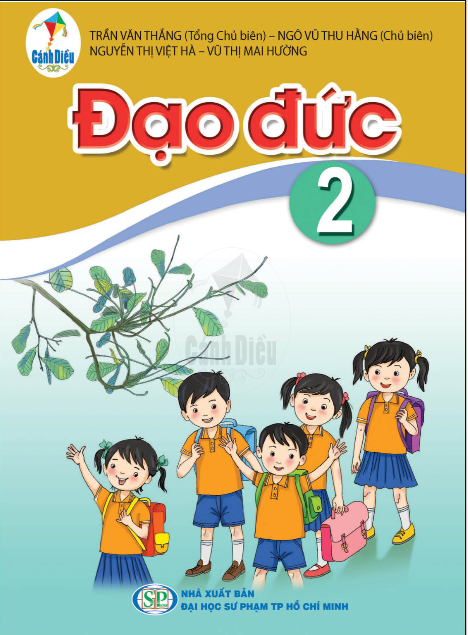 Cánh Diều
TRẦN VĂN THẮNG (Tổng Chủ biên) – NGÔ VŨ THU HẰNG (Chủ biên)
NGUYỄN THỊ VIỆT HÀ – VŨ THỊ MAI HƯỜNG
Đạo đức
2
Cánh Diều
SP
NHÀ XUẤT BẢN
ĐẠI HỌC SƯ PHẠM TP HỒ CHÍ MINH